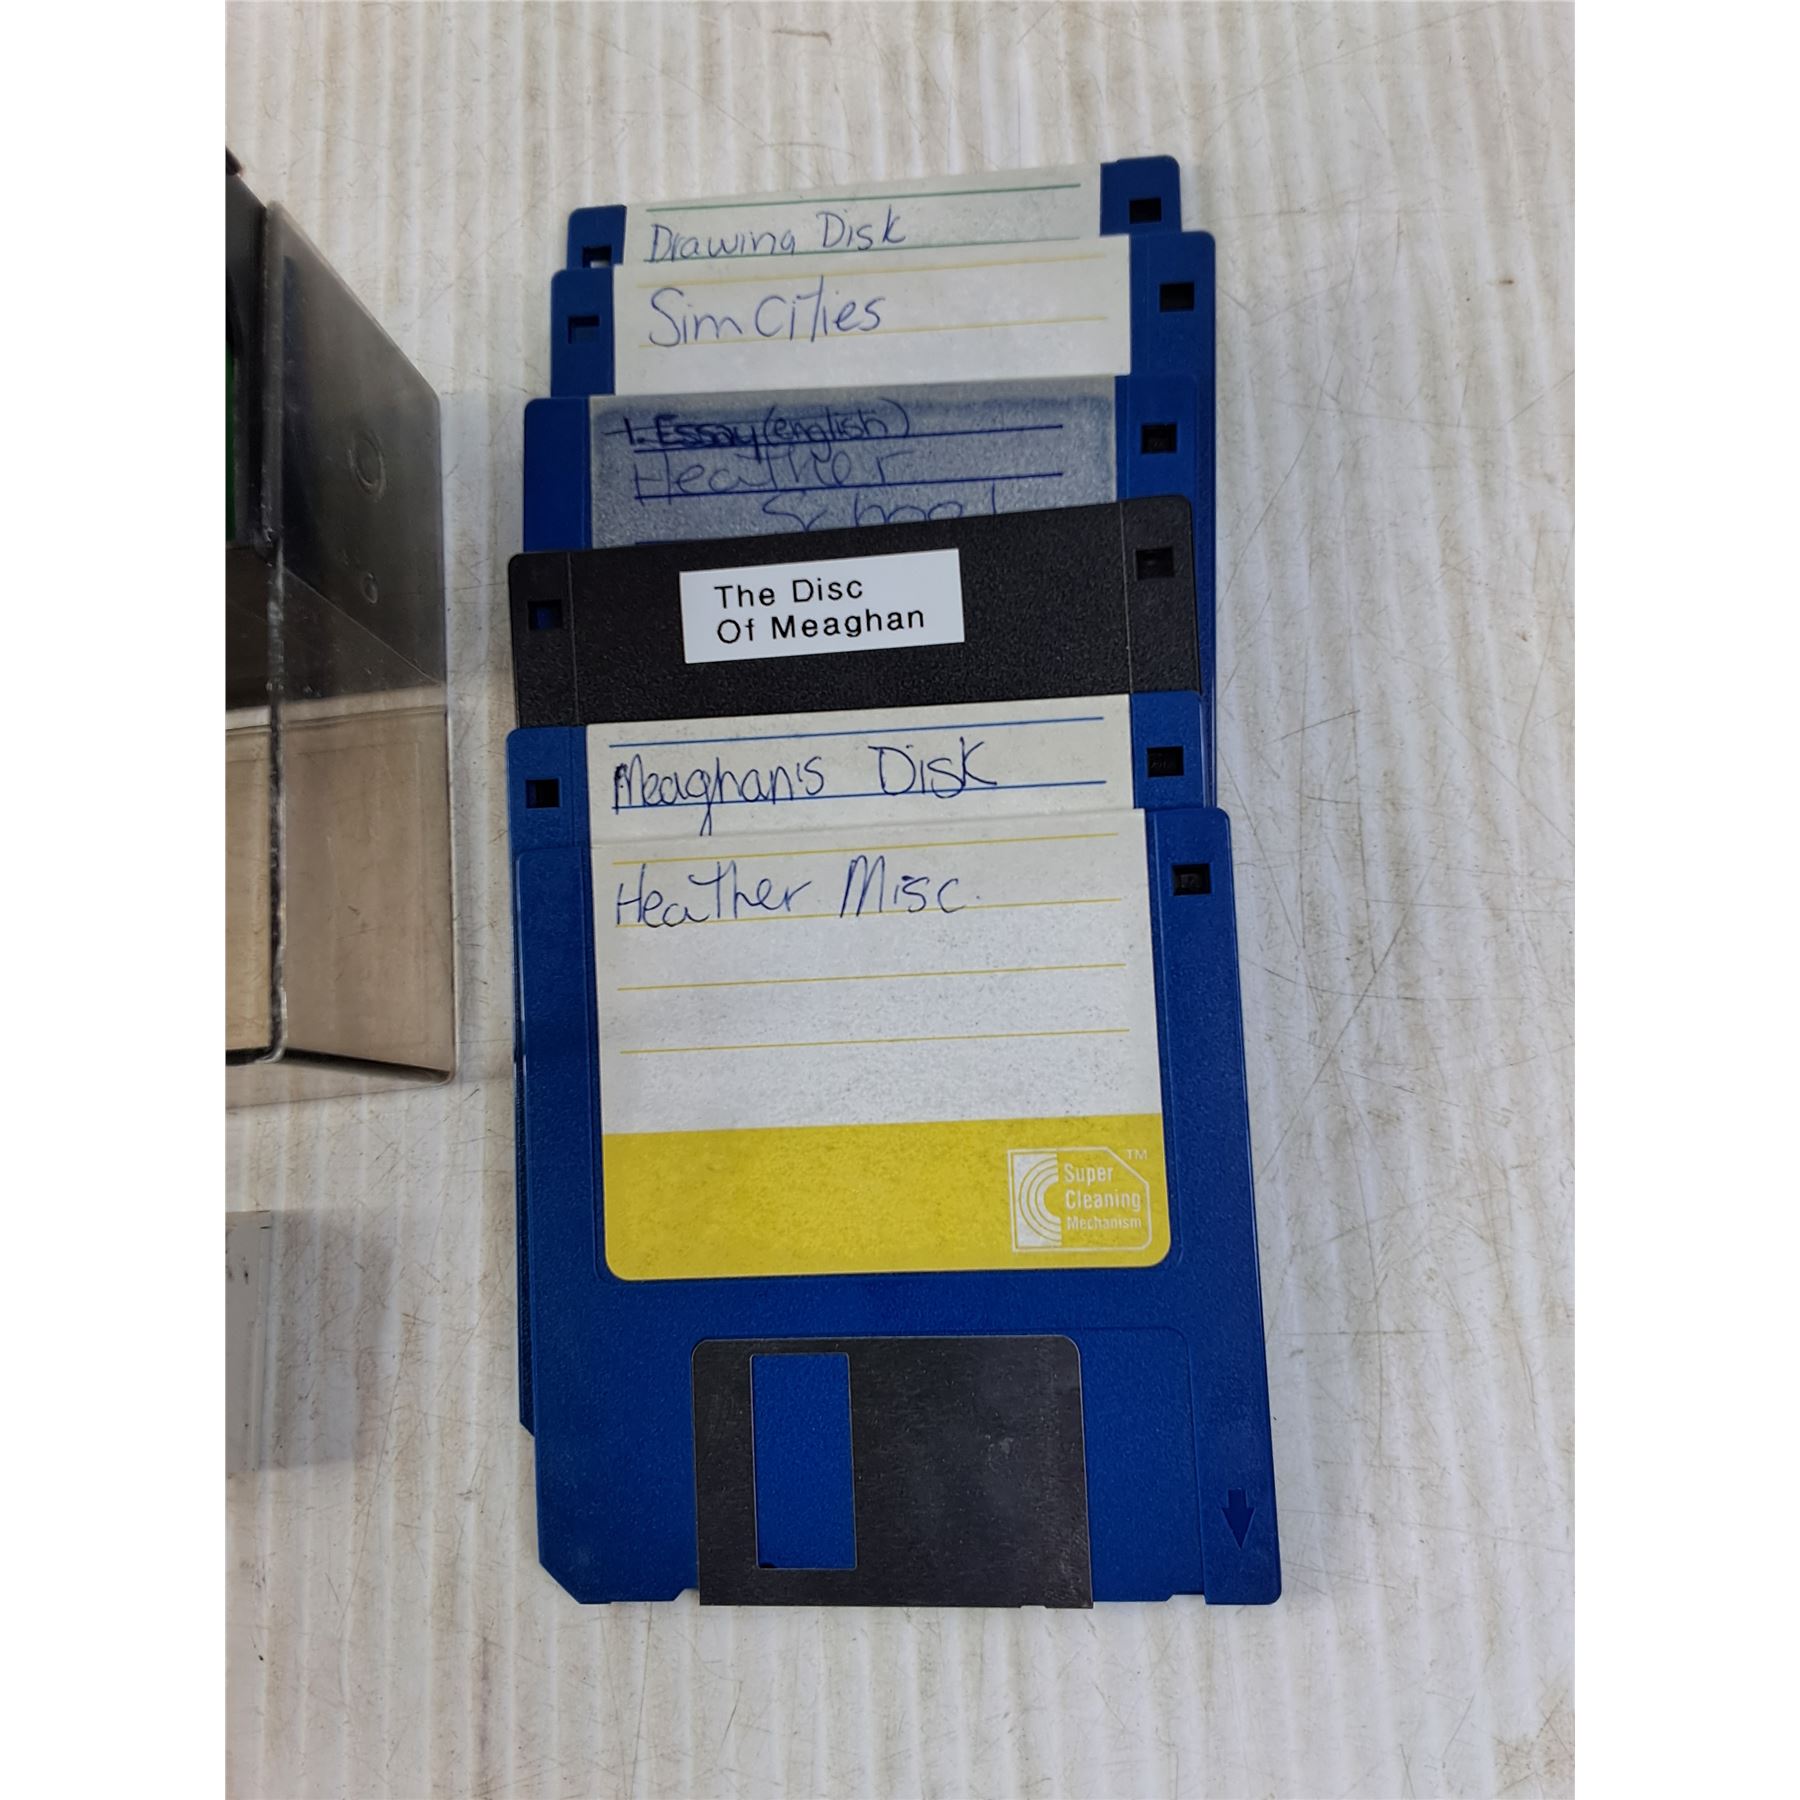 Drawing Disk
Sim Cities
1. Essay (english)
Heather
School
The Disc
Of Meaghan
Meaghan's Disk
Heather Misc.
Super
Cleaning
Mechanism
TM